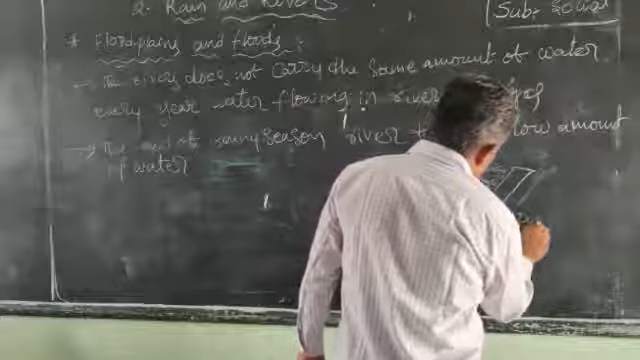 2. Rain and Rivers
Sub:- Social
* Floodplains and floods :
→ The rivers does not carry the same amount of water
every year water flowing in river
→ The end of rainy season river low amount
of water